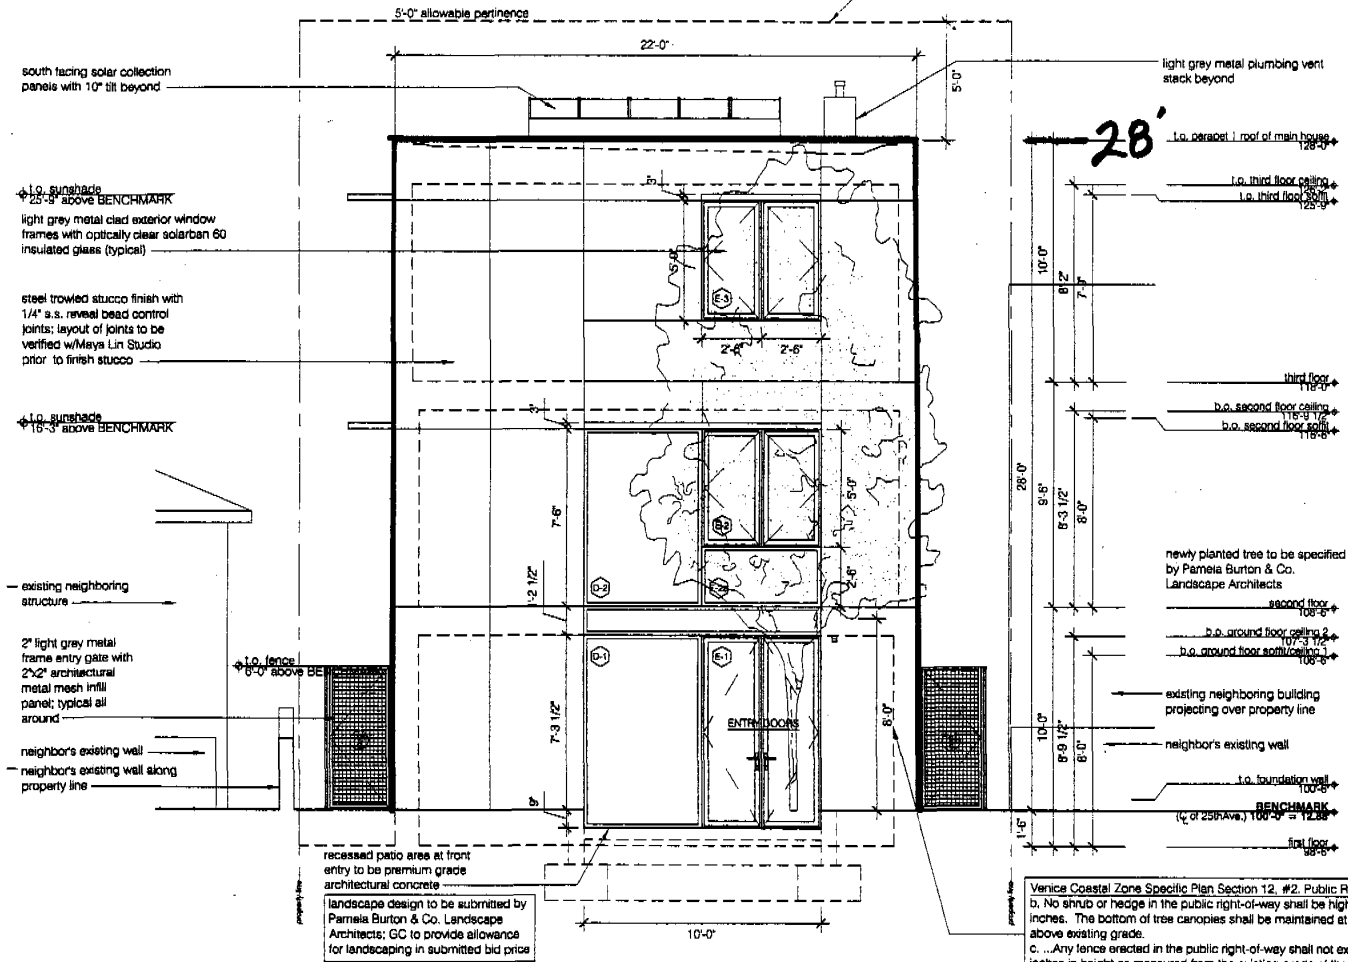 5'-0" allowable pertinence
22'-0"
5'-0"
south facing solar collection
panels with 10° tilt beyond
light grey metal plumbing vent
stack beyond
28'
t.o. parapet / roof of main house
128'-0"
t.o. third floor ceiling
t.o. third floor soffit
125'-9"
t.o. sunshade
25'-9" above BENCHMARK
light grey metal clad exterior window
frames with optically clear solarban 60
insulated glass (typical)
3"
5'-0"
E-3
2'-6"
2'-6"
10'-0"
8'-2"
7'-9"
steel trowled stucco finish with
1/4" s.s. reveal bead control
joints; layout of joints to be
verified w/Maya Lin Studio
prior to finish stucco
third floor
118'-0"
b.o. second floor ceiling
116'-9 1/2"
b.o. second floor soffit
116'-6"
t.o. sunshade
16'-3" above BENCHMARK
3"
7'-6"
5'-0"
2'-6"
1'-2 1/2"
D-2
28'-0"
9'-6"
8'-3 1/2"
8'-0"
newly planted tree to be specified
by Pamela Burton & Co.
Landscape Architects
existing neighboring
structure
second floor
108'-6"
b.o. ground floor ceiling 2
107'-3 1/2"
b.o. ground floor soffit/ceiling 1
106'-6"
2" light grey metal
frame entry gate with
2"x2" architectural
metal mesh infill
panel; typical all
around
t.o. fence
6'-0" above
D-1
E-1
ENTRY DOORS
7'-3 1/2"
8'-0"
10'-0"
8'-9 1/2"
8'-0"
existing neighboring building
projecting over property line
neighbor's existing wall
neighbor's existing wall
neighbor's existing wall along
property line
t.o. foundation wall
100'-6"
BENCHMARK
(℄ of 25th Ave.) 100'-0" = 12.88'
first floor
98'-6"
9"
1'-6"
recessed patio area at front
entry to be premium grade
architectural concrete
landscape design to be submitted by
Pamela Burton & Co. Landscape
Architects; GC to provide allowance
for landscaping in submitted bid price
property line
property line
10'-0"
Venice Coastal Zone Specific Plan Section 12, #2. Public R
b. No shrub or hedge in the public right-of-way shall be high
inches. The bottom of tree canopies shall be maintained at
above existing grade.
c. ...Any fence erected in the public right-of-way shall not ex